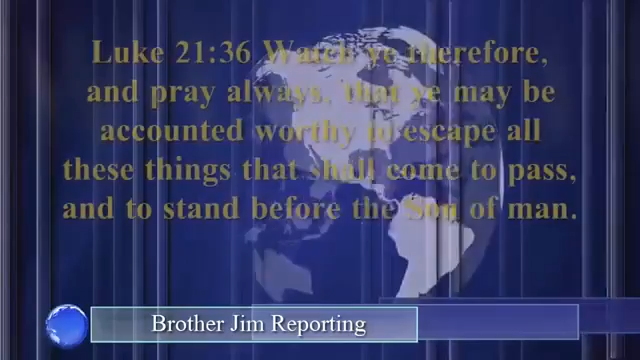 Luke 21:36 Watch ye therefore,
and pray always, that ye may be
accounted worthy to escape all
these things that shall come to pass,
and to stand before the Son of man.
Brother Jim Reporting